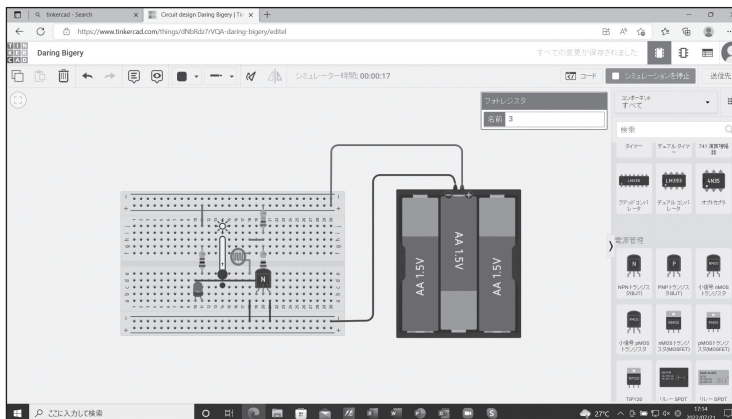 tinkercad - Search
Circuit design Daring Bigery | Tin
https://www.tinkercad.com/things/dNbRdz7rVQA-daring-bigery/editel
TIN
KER
CAD
Daring Bigery
すべての変更が保存されました
シミュレーター時間: 00:00:17
コード
シミュレーションを停止
送信先
フォトレジスタ
名前 3
コンポーネント
すべて
検索
タイマー
デュアル タイマー
741 演算増幅器
LM339
LM393
4N35
クアッド コンパレータ
デュアル コンパレータ
オプトカプラ
電源管理
N
P
NMOS
NPN トランジスタ(BJT)
PNP トランジスタ(BJT)
小信号 nMOS トランジスタ
小信号 pMOS トランジスタ
nMOS トランジスタ(MOSFET)
pMOS トランジスタ(MOSFET)
TIP120
リレー SPDT
リレー DPDT
AA 1.5V
AA 1.5V
AA 1.5V
N
ここに入力して検索
27°C
17:14
2022/07/21